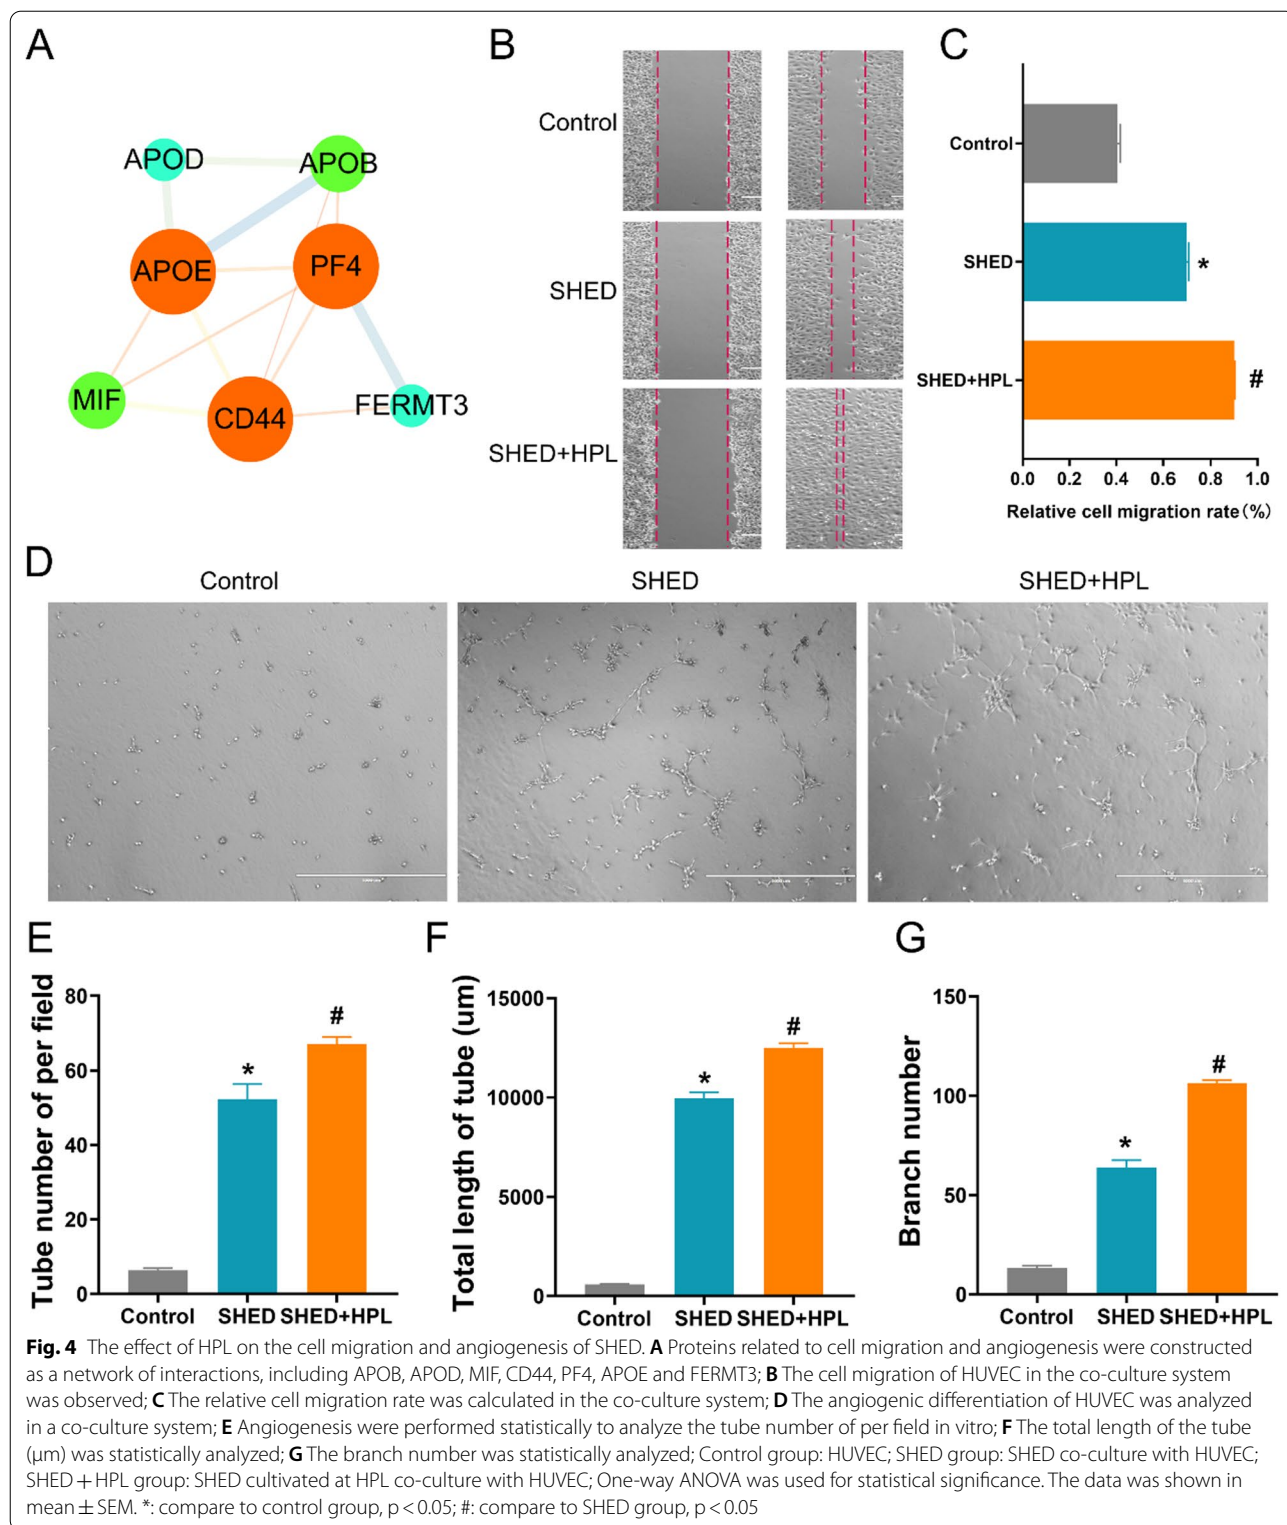 A
APOD
APOB
APOE
PF4
MIF
CD44
FERMT3
B
Control
SHED
SHED+HPL
C
Control
SHED
*
SHED+HPL
#
0.0 0.2 0.4 0.6 0.8 1.0
Relative cell migration rate(%)
D
Control SHED SHED+HPL
E
Tube number of per field
80
60
40
20
0
*
#
Control SHED SHED+HPL
F
Total length of tube (um)
15000
10000
5000
0
*
#
Control SHED SHED+HPL
G
Branch number
150
100
50
0
*
#
Control SHED SHED+HPL
Fig. 4 The effect of HPL on the cell migration and angiogenesis of SHED. A Proteins related to cell migration and angiogenesis were constructed
as a network of interactions, including APOB, APOD, MIF, CD44, PF4, APOE and FERMT3; B The cell migration of HUVEC in the co-culture system
was observed; C The relative cell migration rate was calculated in the co-culture system; D The angiogenic differentiation of HUVEC was analyzed
in a co-culture system; E Angiogenesis were performed statistically to analyze the tube number of per field in vitro; F The total length of the tube
(μm) was statistically analyzed; G The branch number was statistically analyzed; Control group: HUVEC; SHED group: SHED co-culture with HUVEC;
SHED + HPL group: SHED cultivated at HPL co-culture with HUVEC; One-way ANOVA was used for statistical significance. The data was shown in
mean ± SEM. *: compare to control group, p < 0.05; #: compare to SHED group, p < 0.05